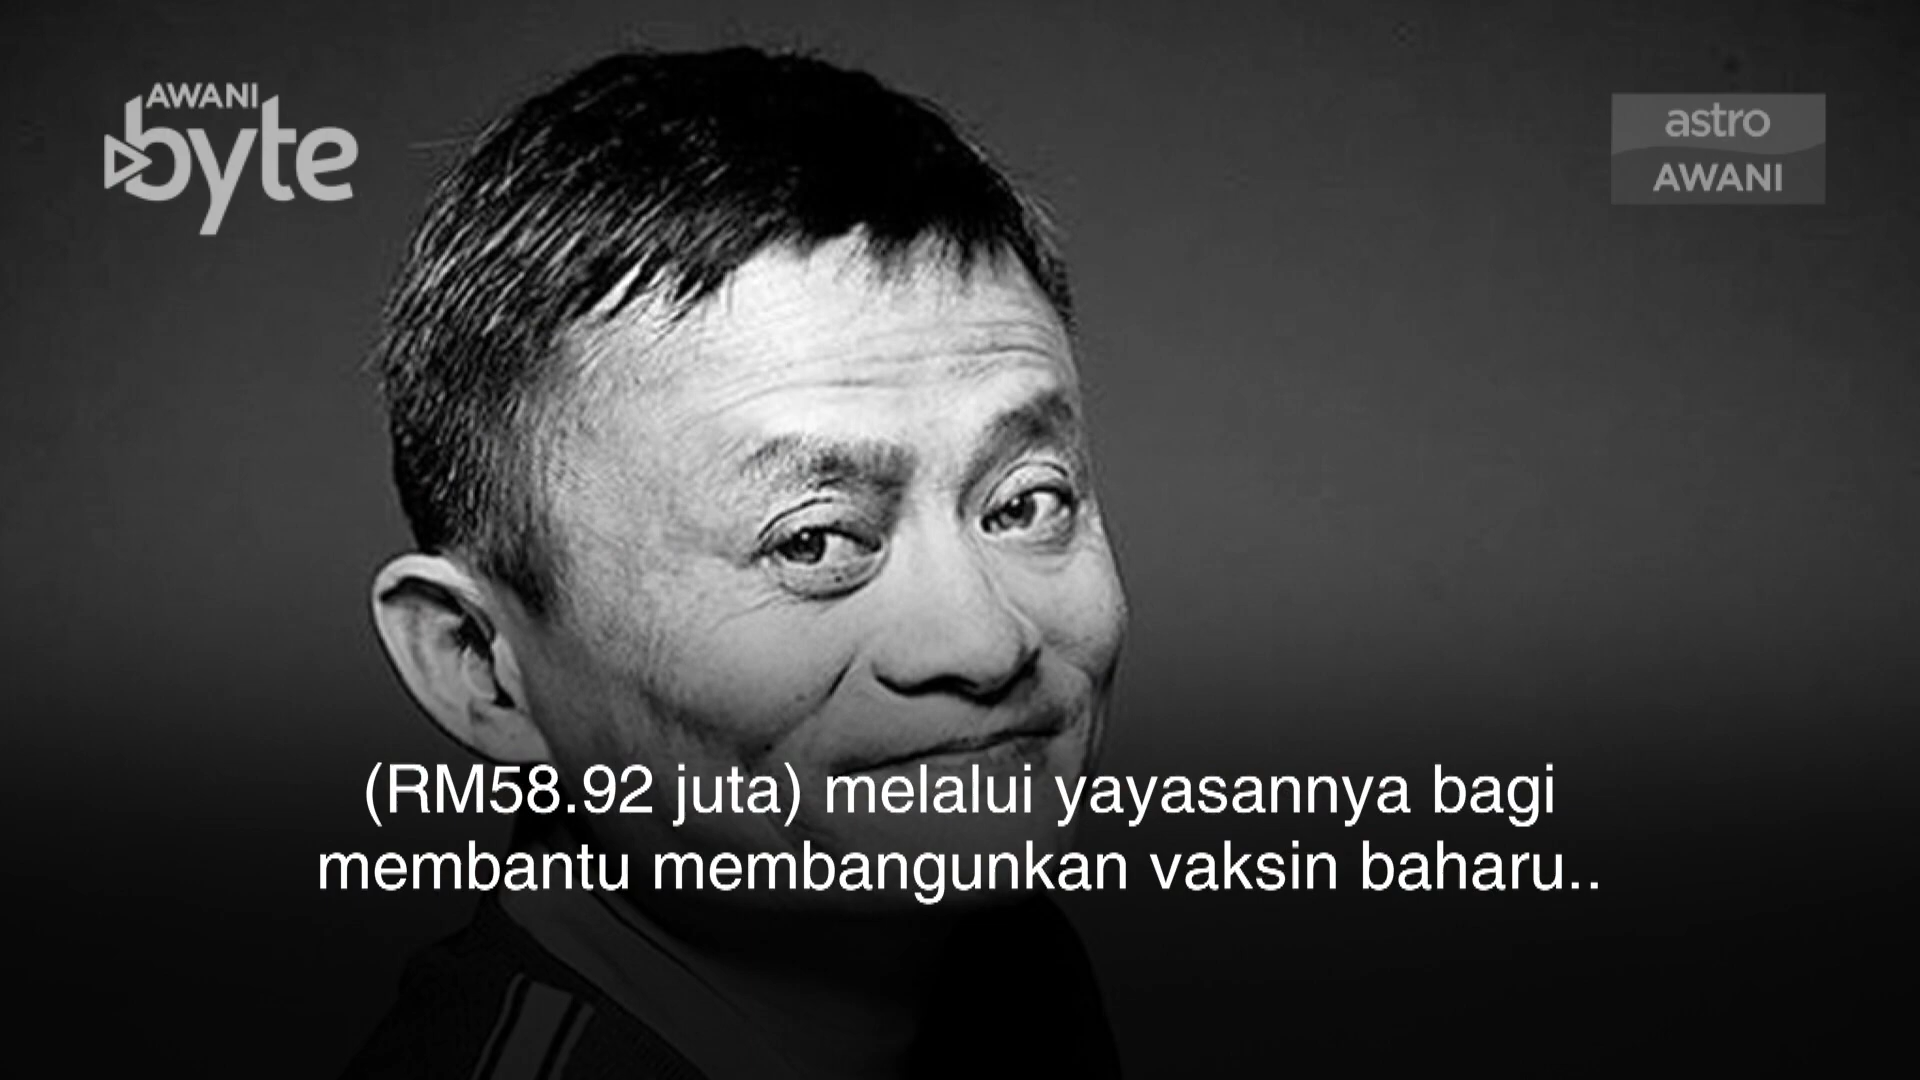 AWANI
byte
astro
AWANI
(RM58.92 juta) melalui yayasannya bagi
membantu membangunkan vaksin baharu..